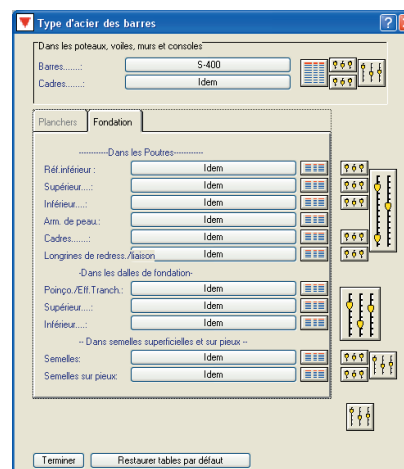 Type d'acier des barres
Dans les poteaux, voiles, murs et consoles
Barres.......: S-400
Cadres.......: Idem
Planchers Fondation
------------Dans les Poutres-----------
Réf.inférieur : Idem
Supérieur....: Idem
Inférieur....: Idem
Arm. de peau.: Idem
Cadres.......: Idem
Longrines de redress./liaison Idem
-Dans les dalles de fondation-
Poinço./Eff.Tranch.: Idem
Supérieur....: Idem
Inférieur....: Idem
-- Dans semelles superficielles et sur pieux --
Semelles: Idem
Semelles sur pieux: Idem
Terminer Restaurer tables par défaut